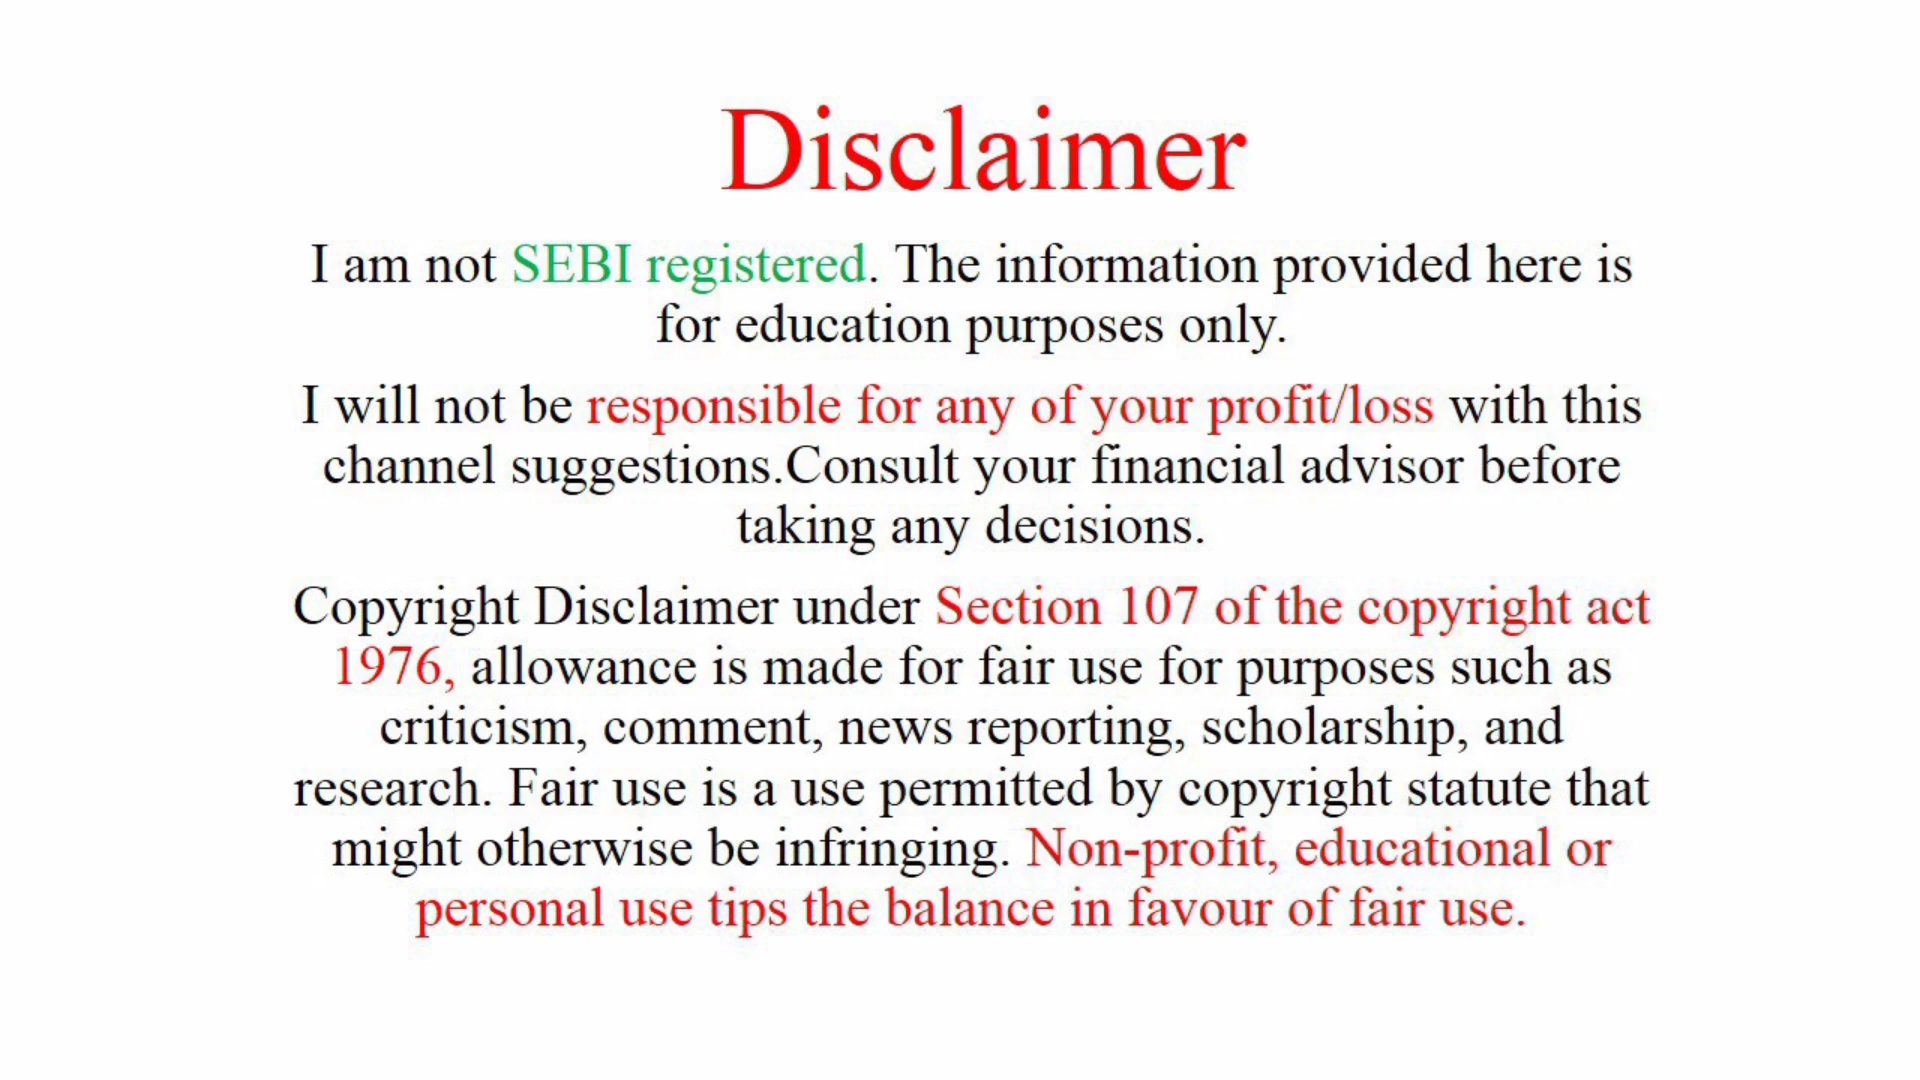 Disclaimer
I am not SEBI registered. The information provided here is
for education purposes only.
I will not be responsible for any of your profit/loss with this
channel suggestions.Consult your financial advisor before
taking any decisions.
Copyright Disclaimer under Section 107 of the copyright act
1976, allowance is made for fair use for purposes such as
criticism, comment, news reporting, scholarship, and
research. Fair use is a use permitted by copyright statute that
might otherwise be infringing. Non-profit, educational or
personal use tips the balance in favour of fair use.